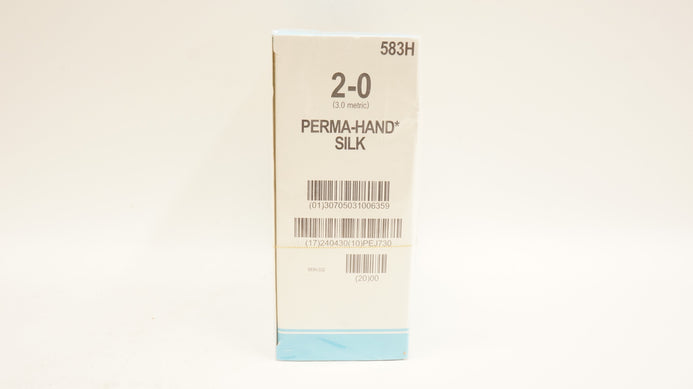 583H
2-0
(3.0 metric)
PERMA-HAND*
SILK
(01)30705031006359
(17)240430(10)PEJ730
(20)00